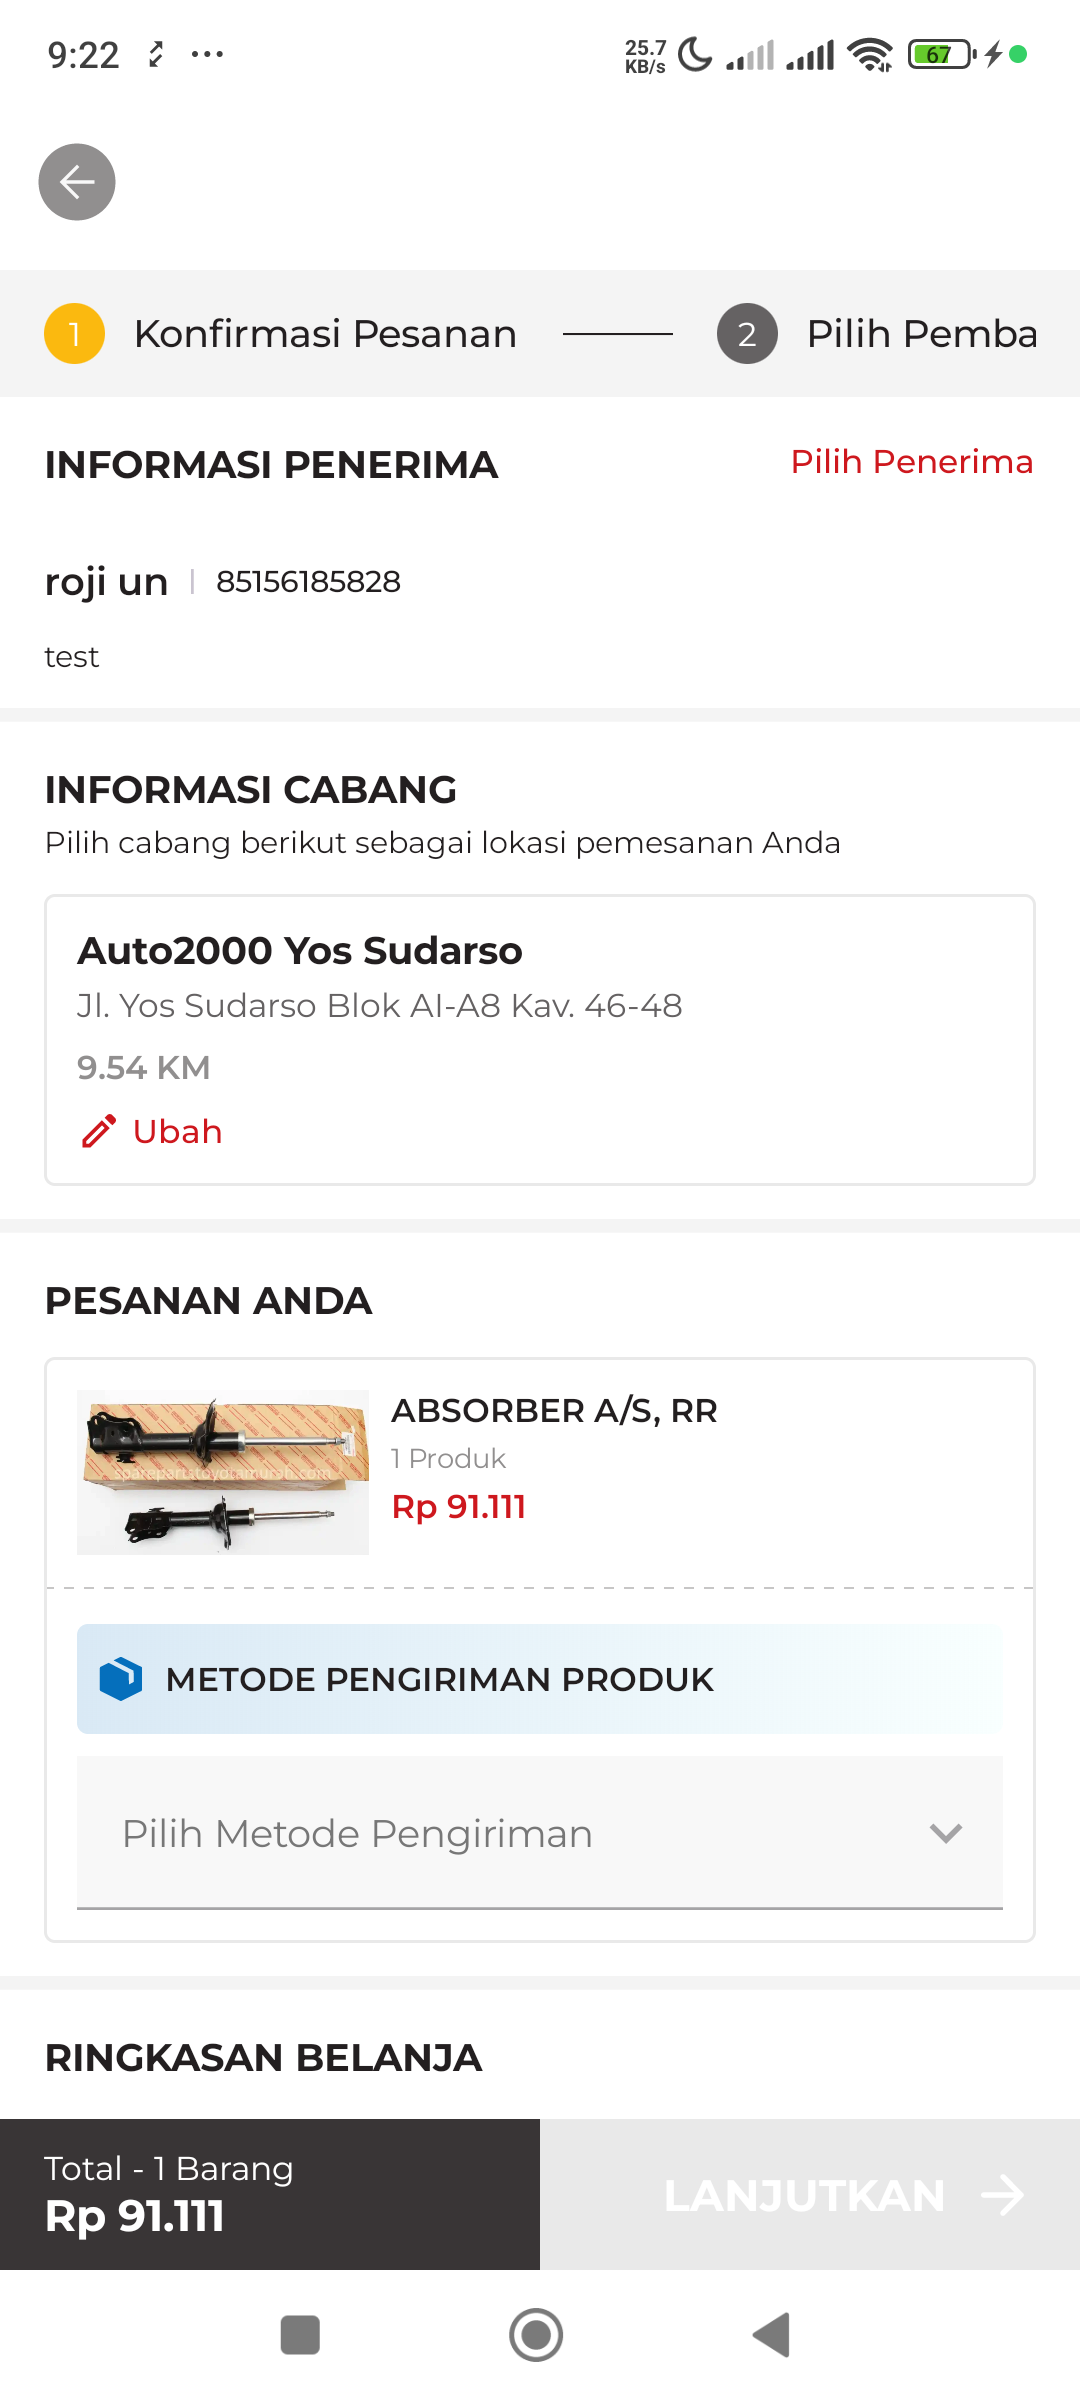 9:22
25.7
KB/s
67
1 Konfirmasi Pesanan
2 Pilih Pemba
INFORMASI PENERIMA
Pilih Penerima
roji un
85156185828
test
INFORMASI CABANG
Pilih cabang berikut sebagai lokasi pemesanan Anda
Auto2000 Yos Sudarso
Jl. Yos Sudarso Blok AI-A8 Kav. 46-48
9.54 KM
Ubah
PESANAN ANDA
ABSORBER A/S, RR
1 Produk
Rp 91.111
METODE PENGIRIMAN PRODUK
Pilih Metode Pengiriman
RINGKASAN BELANJA
Total - 1 Barang
Rp 91.111
LANJUTKAN